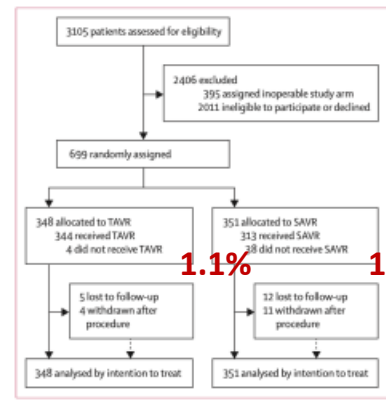 3105 patients assessed for eligibility
2406 excluded
395 assigned inoperable study arm
2011 ineligible to participate or declined
699 randomly assigned
348 allocated to TAVR
344 received TAVR
4 did not receive TAVR
351 allocated to SAVR
313 received SAVR
38 did not receive SAVR
1.1%
1
5 lost to follow-up
4 withdrawn after
procedure
12 lost to follow-up
11 withdrawn after
procedure
348 analysed by intention to treat
351 analysed by intention to treat